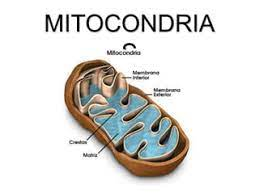 MITOCONDRIA
Mitocondria
Membrana
Interior
Membrana
Exterior
Crestas
Matriz